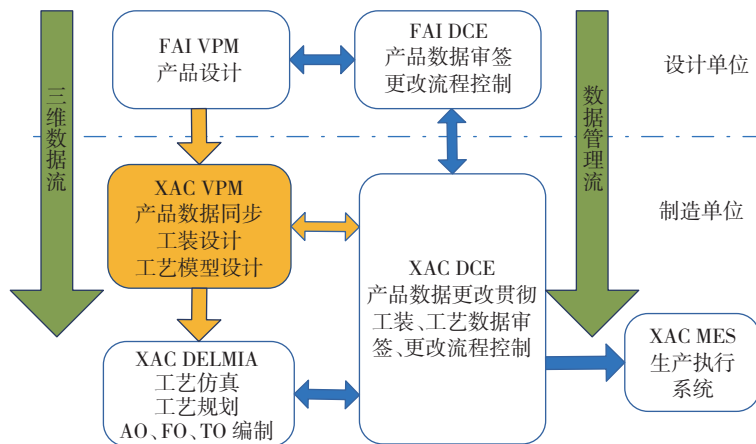 FAI VPM
产品设计
FAI DCE
产品数据审签
更改流程控制
设计单位
三维数据流
数据管理流
XAC VPM
产品数据同步
工装设计
工艺模型设计
制造单位
XAC DCE
产品数据更改贯彻
工装、工艺数据审
签、更改流程控制
XAC DELMIA
工艺仿真
工艺规划
AO、FO、TO 编制
XAC MES
生产执行
系统